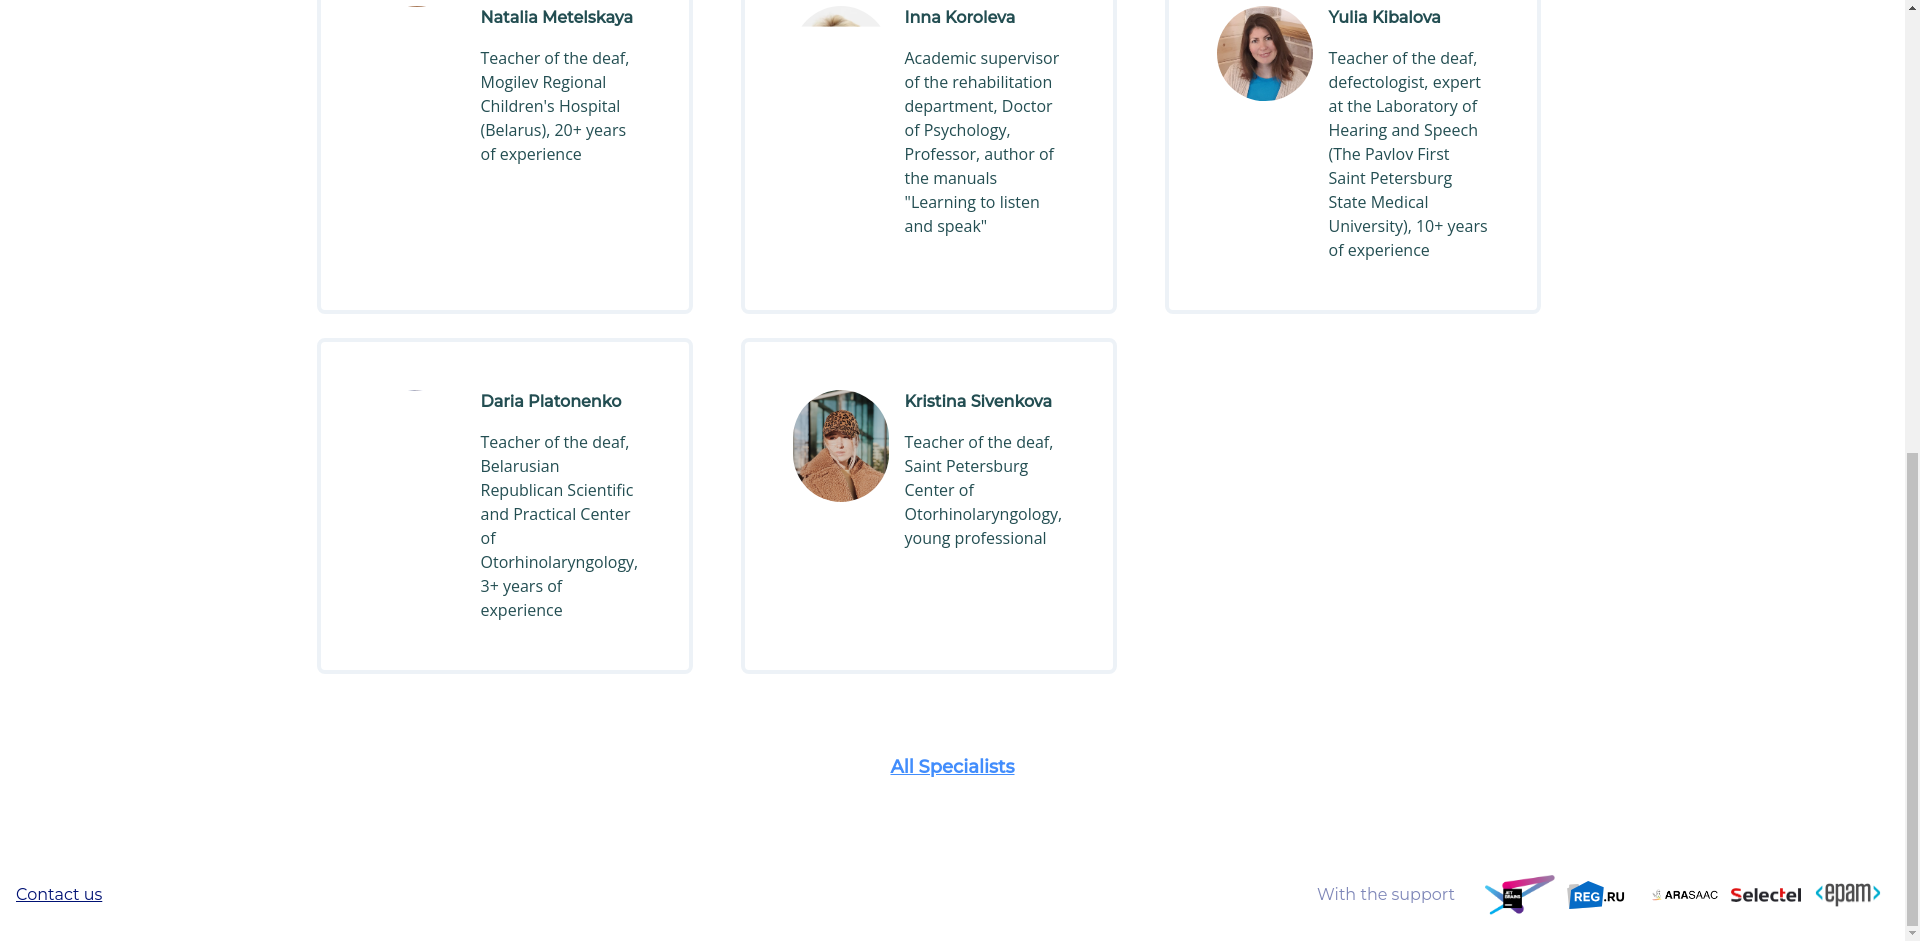 Natalia Metelskaya
Teacher of the deaf,
Mogilev Regional
Children's Hospital
(Belarus), 20+ years
of experience
Inna Koroleva
Academic supervisor
of the rehabilitation
department, Doctor
of Psychology,
Professor, author of
the manuals
"Learning to listen
and speak"
Yulia Kibalova
Teacher of the deaf,
defectologist, expert
at the Laboratory of
Hearing and Speech
(The Pavlov First
Saint Petersburg
State Medical
University), 10+ years
of experience
Daria Platonenko
Teacher of the deaf,
Belarusian
Republican Scientific
and Practical Center
of
Otorhinolaryngology,
3+ years of
experience
Kristina Sivenkova
Teacher of the deaf,
Saint Petersburg
Center of
Otorhinolaryngology,
young professional
All Specialists
Contact us
With the support
JET
BRAINS
REG.RU
ARASAAC
Selectel
<epam>